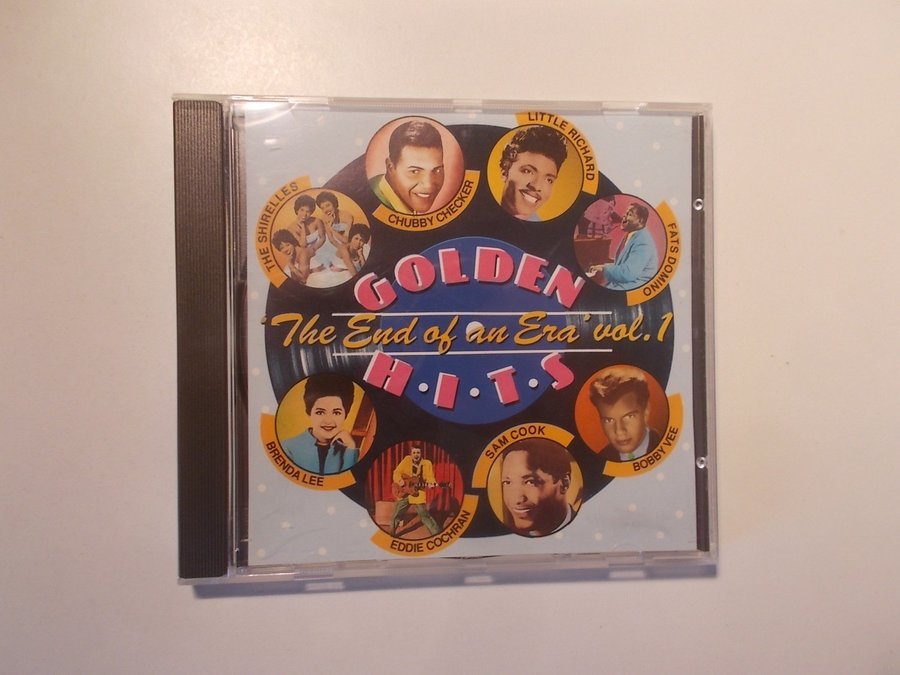 THE SHIRELLES
CHUBBY CHECKER
LITTLE RICHARD
FATS DOMINO
GOLDEN
'The End of an Era' vol.1
H·I·T·S
BRENDA LEE
EDDIE COCHRAN
SAM COOK
BOBBY VEE